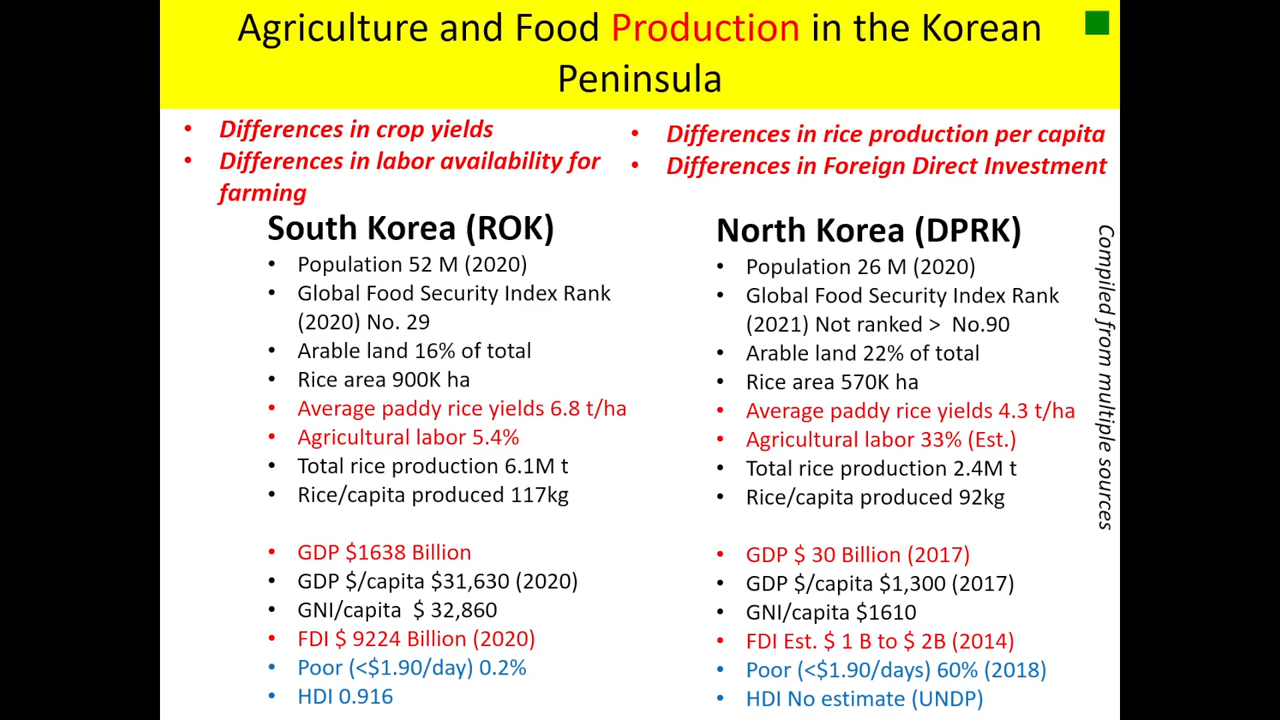 Agriculture and Food Production in the Korean
Peninsula
• Differences in crop yields
• Differences in labor availability for
farming
• Differences in rice production per capita
• Differences in Foreign Direct Investment
South Korea (ROK)
• Population 52 M (2020)
• Global Food Security Index Rank
(2020) No. 29
• Arable land 16% of total
• Rice area 900K ha
• Average paddy rice yields 6.8 t/ha
• Agricultural labor 5.4%
• Total rice production 6.1M t
• Rice/capita produced 117kg
• GDP $1638 Billion
• GDP $/capita $31,630 (2020)
• GNI/capita $ 32,860
• FDI $ 9224 Billion (2020)
• Poor (<$1.90/day) 0.2%
• HDI 0.916
North Korea (DPRK)
• Population 26 M (2020)
• Global Food Security Index Rank
(2021) Not ranked > No.90
• Arable land 22% of total
• Rice area 570K ha
• Average paddy rice yields 4.3 t/ha
• Agricultural labor 33% (Est.)
• Total rice production 2.4M t
• Rice/capita produced 92kg
• GDP $ 30 Billion (2017)
• GDP $/capita $1,300 (2017)
• GNI/capita $1610
• FDI Est. $ 1 B to $ 2B (2014)
• Poor (<$1.90/days) 60% (2018)
• HDI No estimate (UNDP)
Compiled from multiple sources